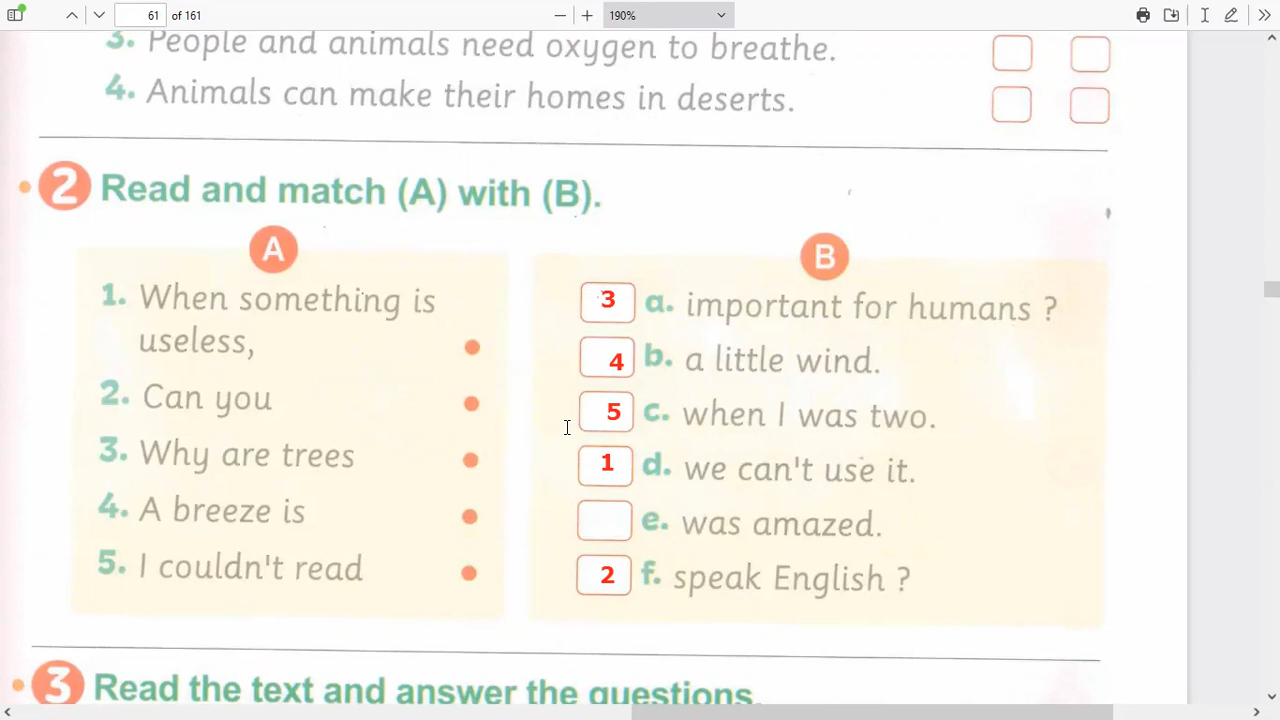 61 of 161
190%
3. People and animals need oxygen to breathe.
4. Animals can make their homes in deserts.
2 Read and match (A) with (B).
A
1. When something is
useless,
2. Can you
3. Why are trees
4. A breeze is
5. I couldn't read
B
3 a. important for humans ?
4 b. a little wind.
5 c. when I was two.
1 d. we can't use it.
e. was amazed.
2 f. speak English ?
3 Read the text and answer the questions.